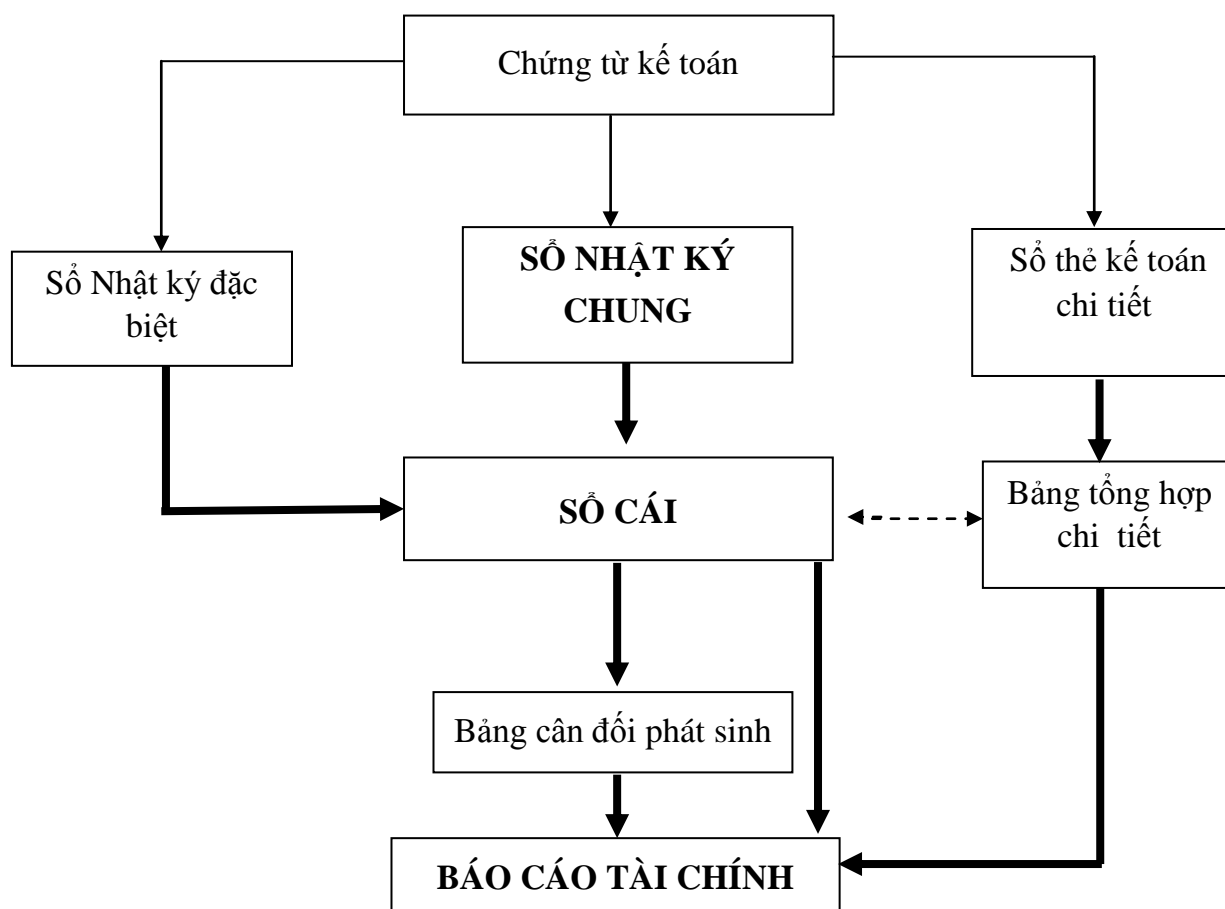 Chứng từ kế toán
Sổ Nhật ký đặc
biệt
SỔ NHẬT KÝ
CHUNG
Sổ thẻ kế toán
chi tiết
SỔ CÁI
Bảng tổng hợp
chi tiết
Bảng cân đối phát sinh
BÁO CÁO TÀI CHÍNH